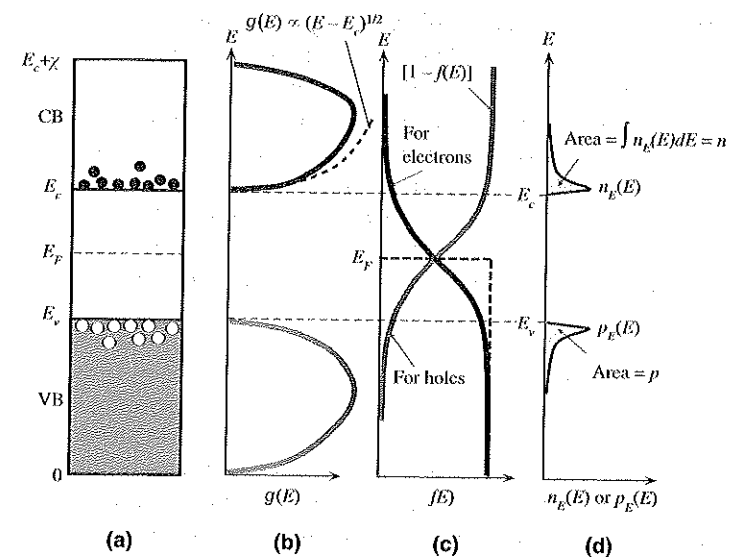 g(E) ∝ (E – E_c)^1/2
E
E
E
E_c+χ
[1 – f(E)]
CB
For
electrons
Area = ∫ n_E(E)dE = n
E_c
E_c
n_E(E)
E_F
E_F
E_v
E_v
p_E(E)
For holes
Area = p
VB
0
g(E)
fE)
n_E(E) or p_E(E)
(a)
(b)
(c)
(d)